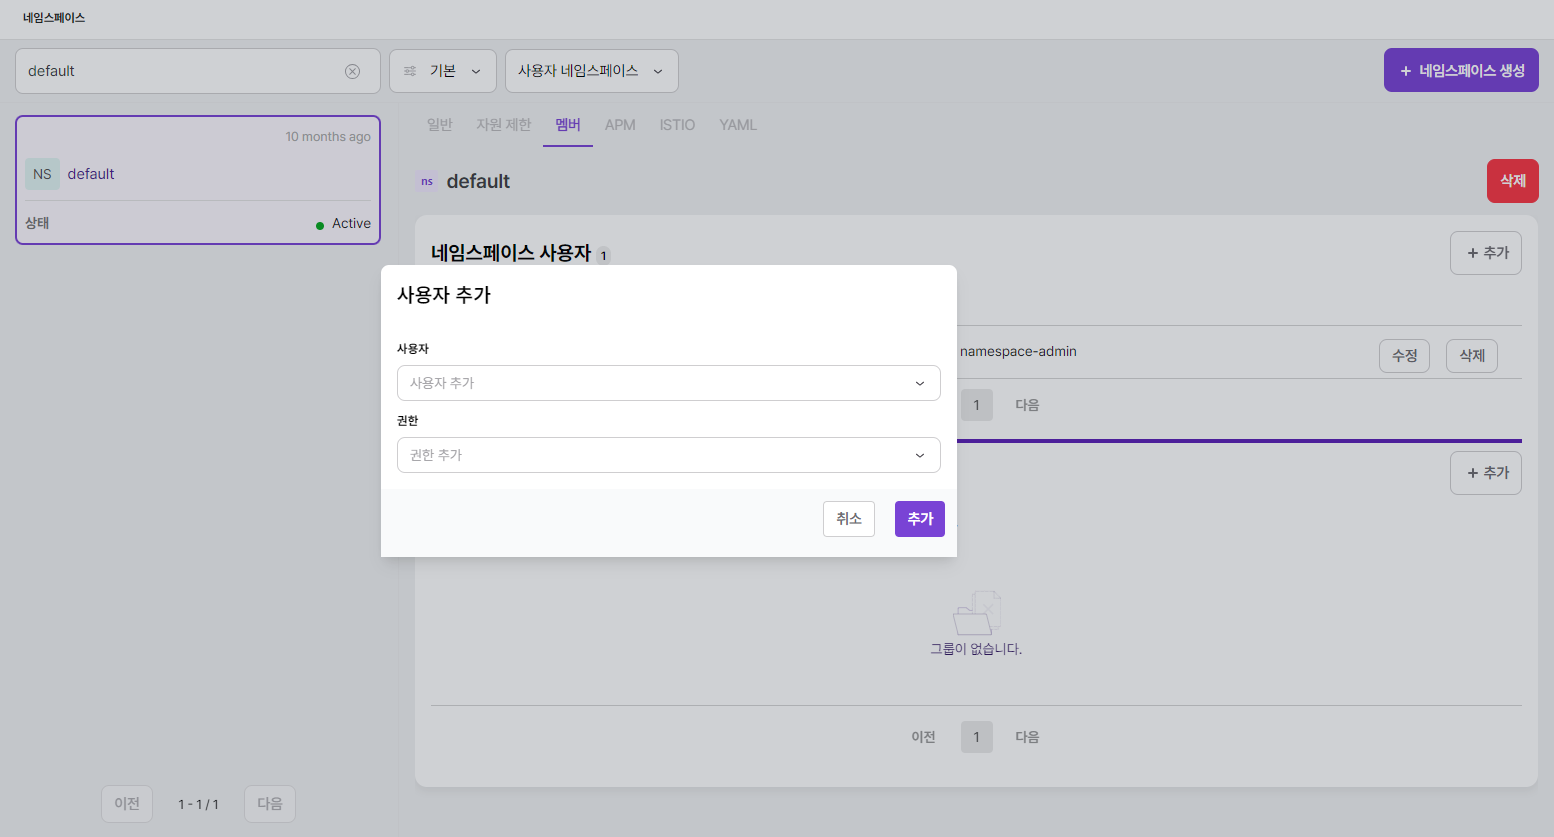 네임스페이스
default
기본
사용자 네임스페이스
+ 네임스페이스 생성
10 months ago
NS default
상태
Active
일반 자원 제한 멤버 APM ISTIO YAML
ns default
삭제
네임스페이스 사용자 1
+ 추가
사용자 추가
사용자
사용자 추가
권한
권한 추가
취소 추가
namespace-admin
수정 삭제
1 다음
+ 추가
그룹이 없습니다.
이전 1 다음
이전 1 - 1 / 1 다음